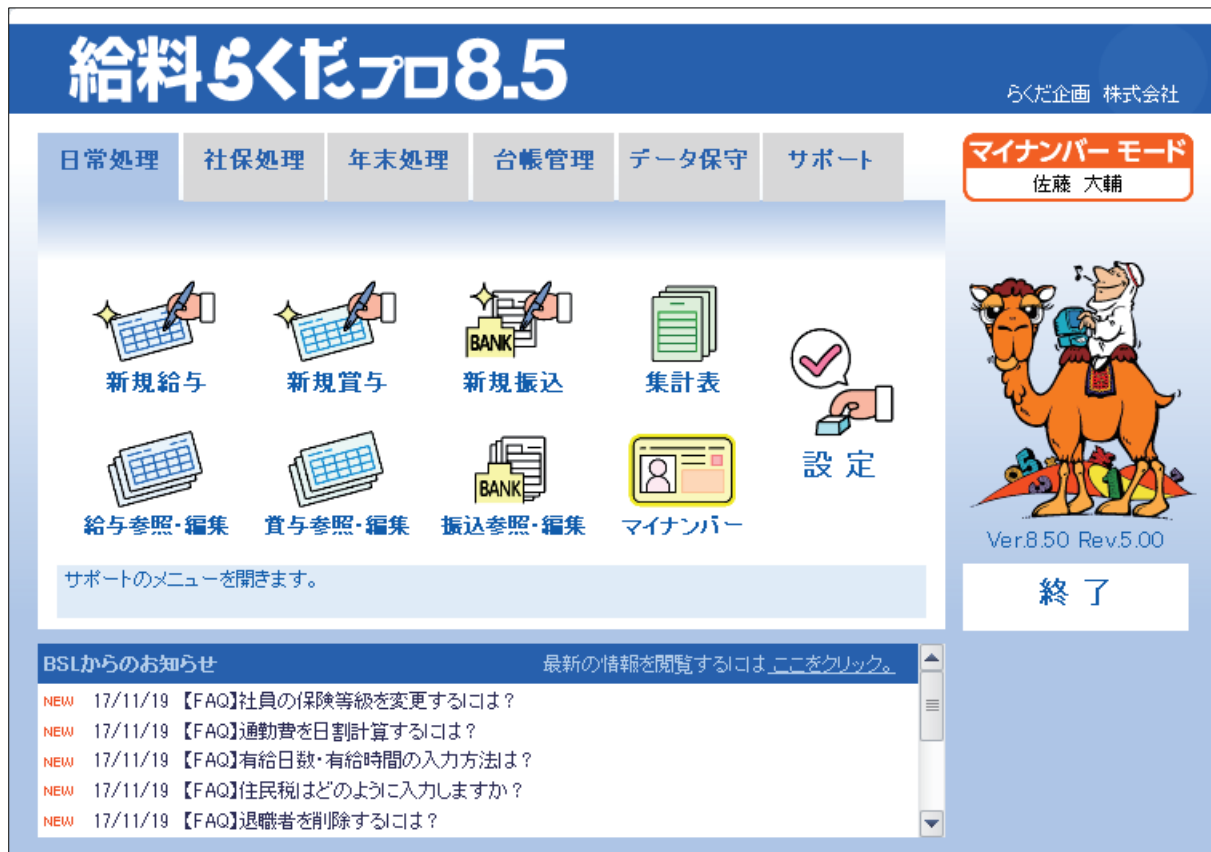 給料らくだプロ8.5
らくだ企画 株式会社
日常処理 社保処理 年末処理 台帳管理 データ保守 サポート
マイナンバー モード
佐藤 大輔
新規給与 新規賞与 新規振込 集計表
BANK
設 定
給与参照・編集 賞与参照・編集 振込参照・編集 マイナンバー
BANK
Ver.8.50 Rev.5.00
サポートのメニューを開きます。
終 了
BSLからのお知らせ 最新の情報を閲覧するには ここをクリック。
NEW 17/11/19 【FAQ】社員の保険等級を変更するには？
NEW 17/11/19 【FAQ】通勤費を日割計算するには？
NEW 17/11/19 【FAQ】有給日数・有給時間の入力方法は？
NEW 17/11/19 【FAQ】住民税はどのように入力しますか？
NEW 17/11/19 【FAQ】退職者を削除するには？